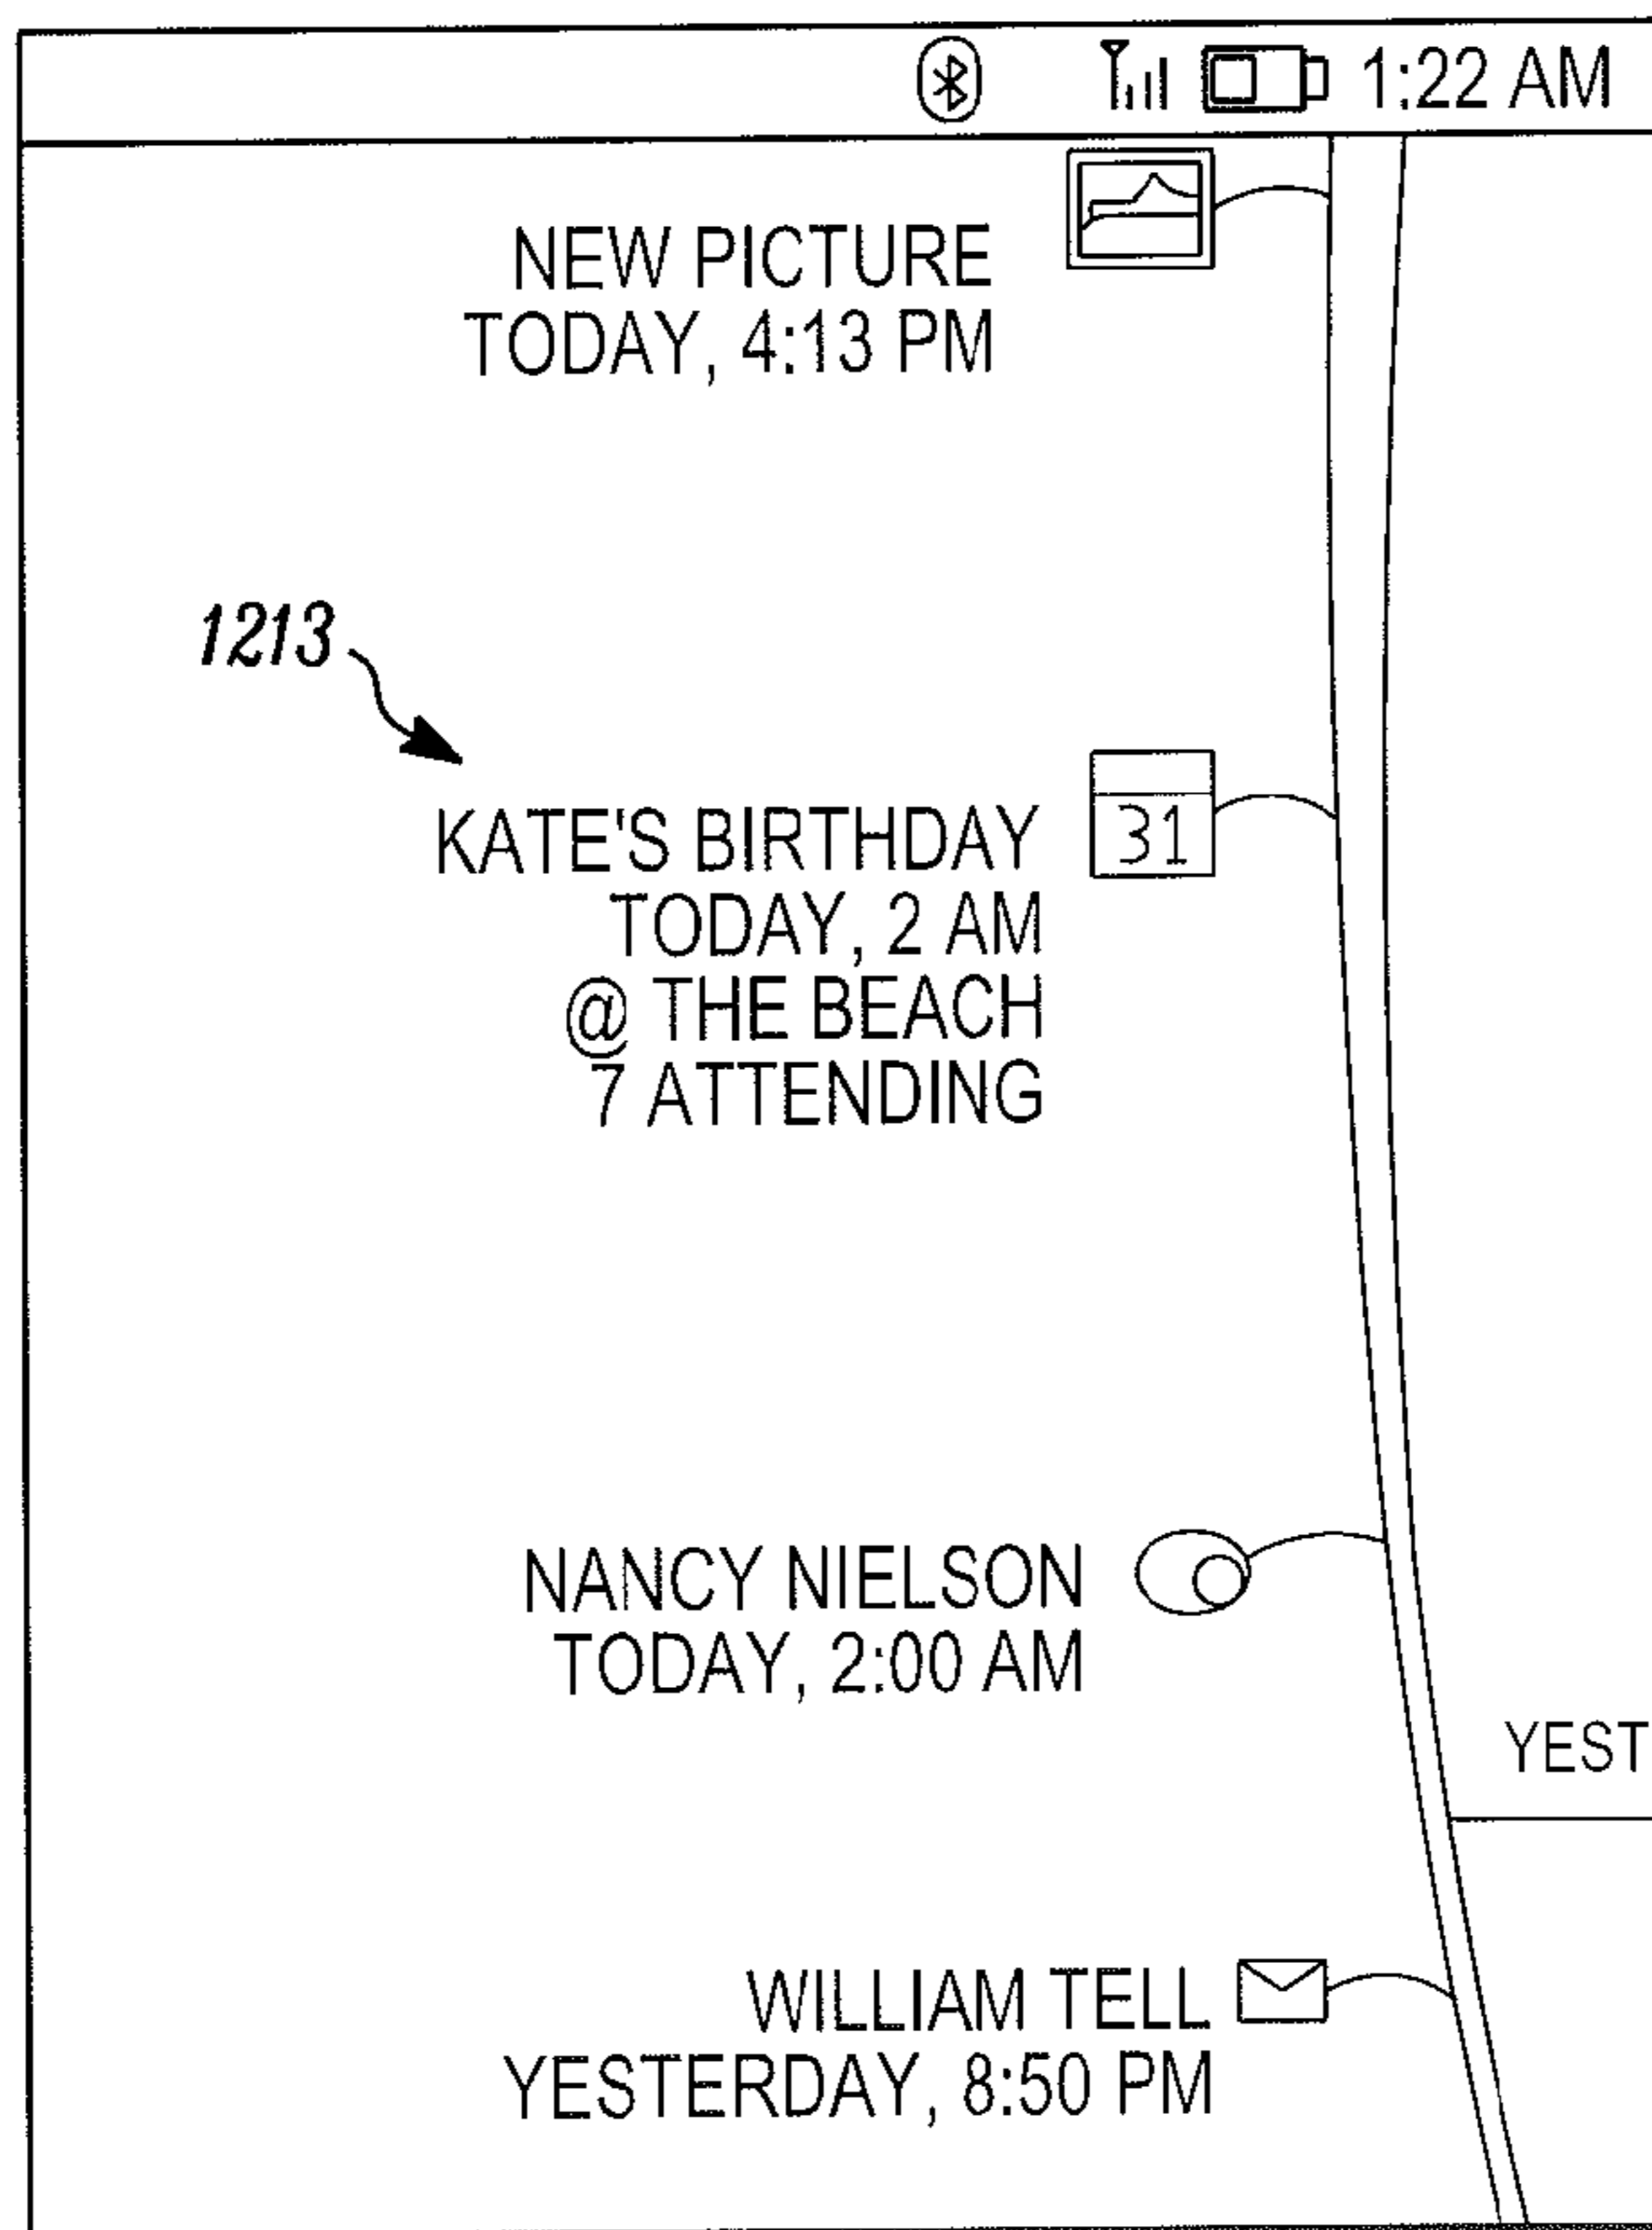 1:22 AM
NEW PICTURE
TODAY, 4:13 PM
1213
KATE'S BIRTHDAY
31
TODAY, 2 AM
@ THE BEACH
7 ATTENDING
NANCY NIELSON
TODAY, 2:00 AM
YEST
WILLIAM TELL
YESTERDAY, 8:50 PM